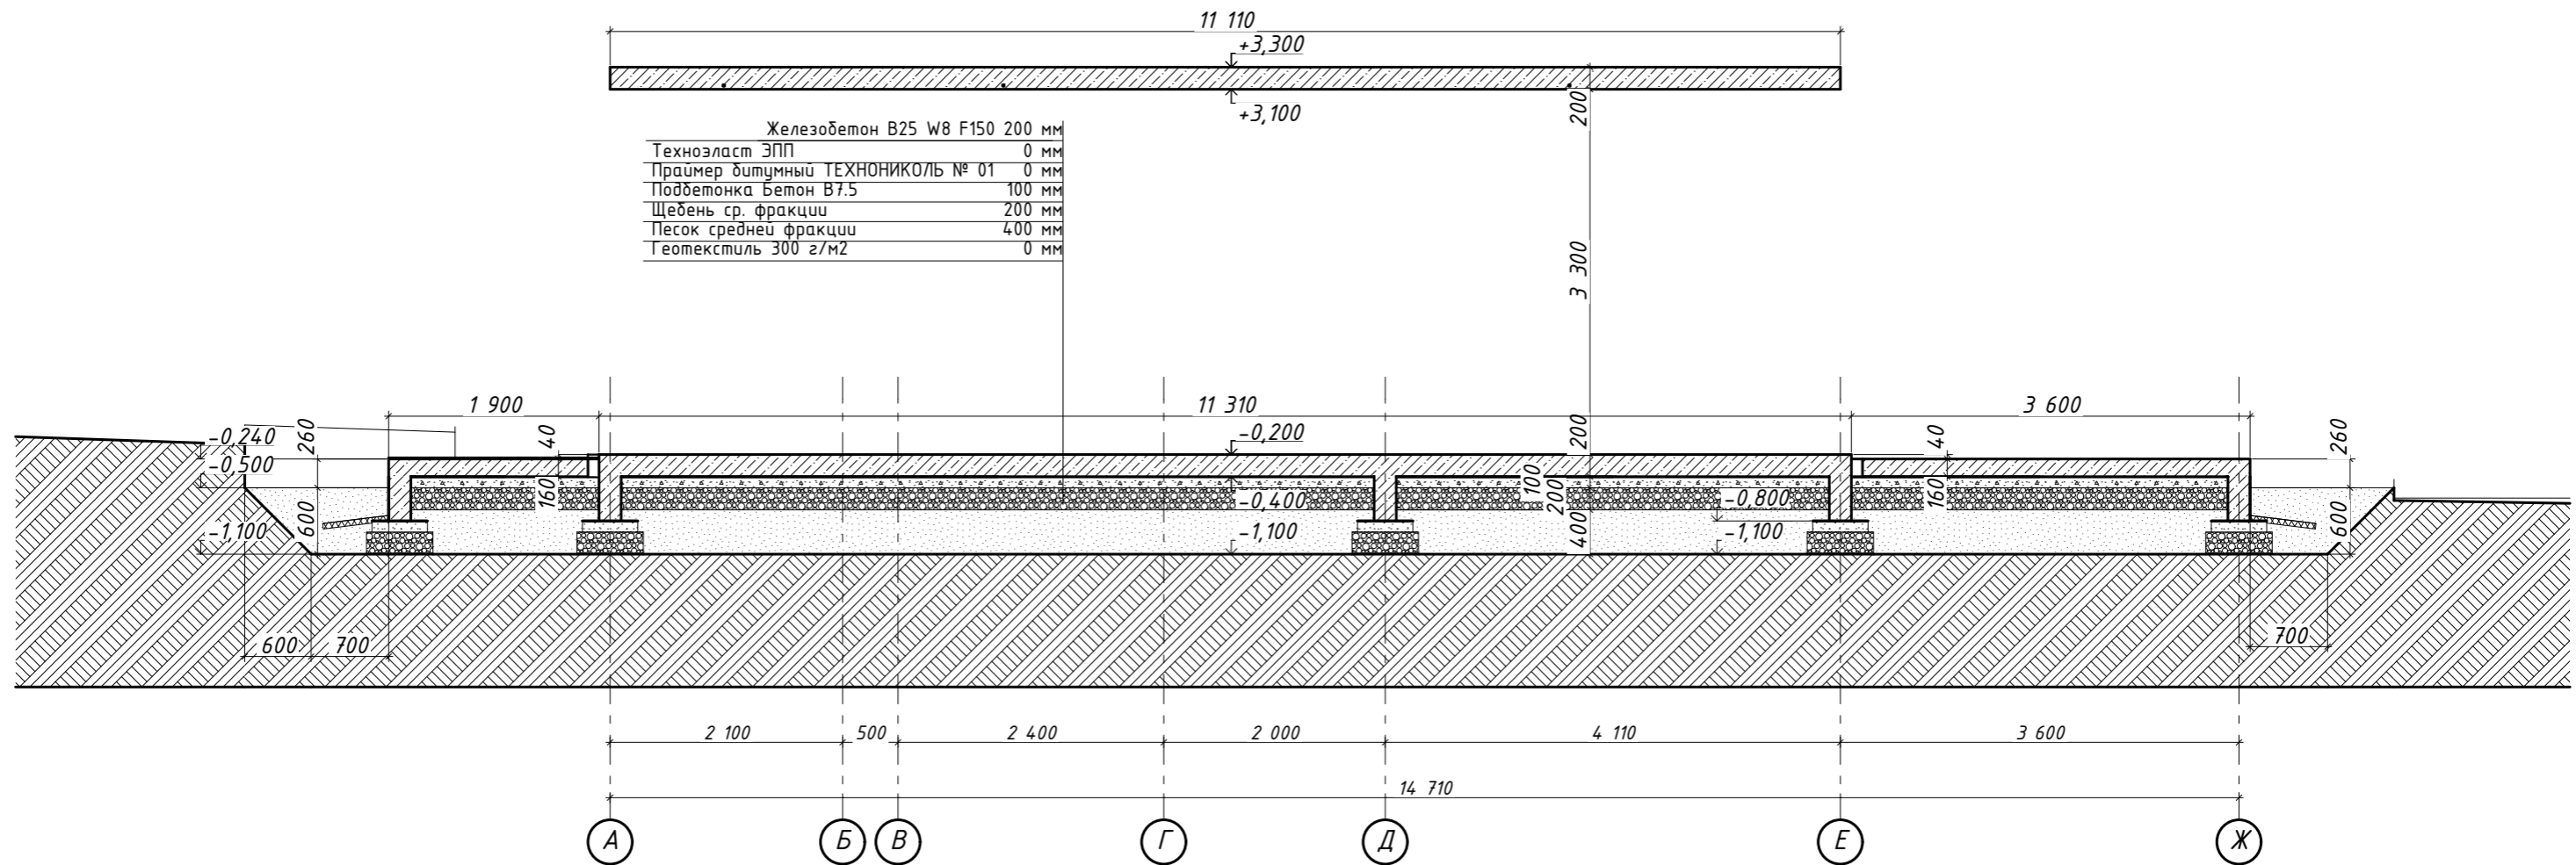 11 110
+3,300
+3,100
200
Железобетон В25 W8 F150 200 мм
Техноэласт ЭПП 0 мм
Праймер битумный ТЕХНОНИКОЛЬ № 01 0 мм
Подбетонка Бетон В7.5 100 мм
Щебень ср. фракции 200 мм
Песок средней фракции 400 мм
Геотекстиль 300 г/м2 0 мм
3 300
1 900
11 310
3 600
-0,240
260
40
-0,200
200
40
260
-0,500
160
-0,400
100
200
-0,800
160
-1,100
600
-1,100
400
-1,100
600
600
700
700
2 100
500
2 400
2 000
4 110
3 600
14 710
А
Б
В
Г
Д
Е
Ж